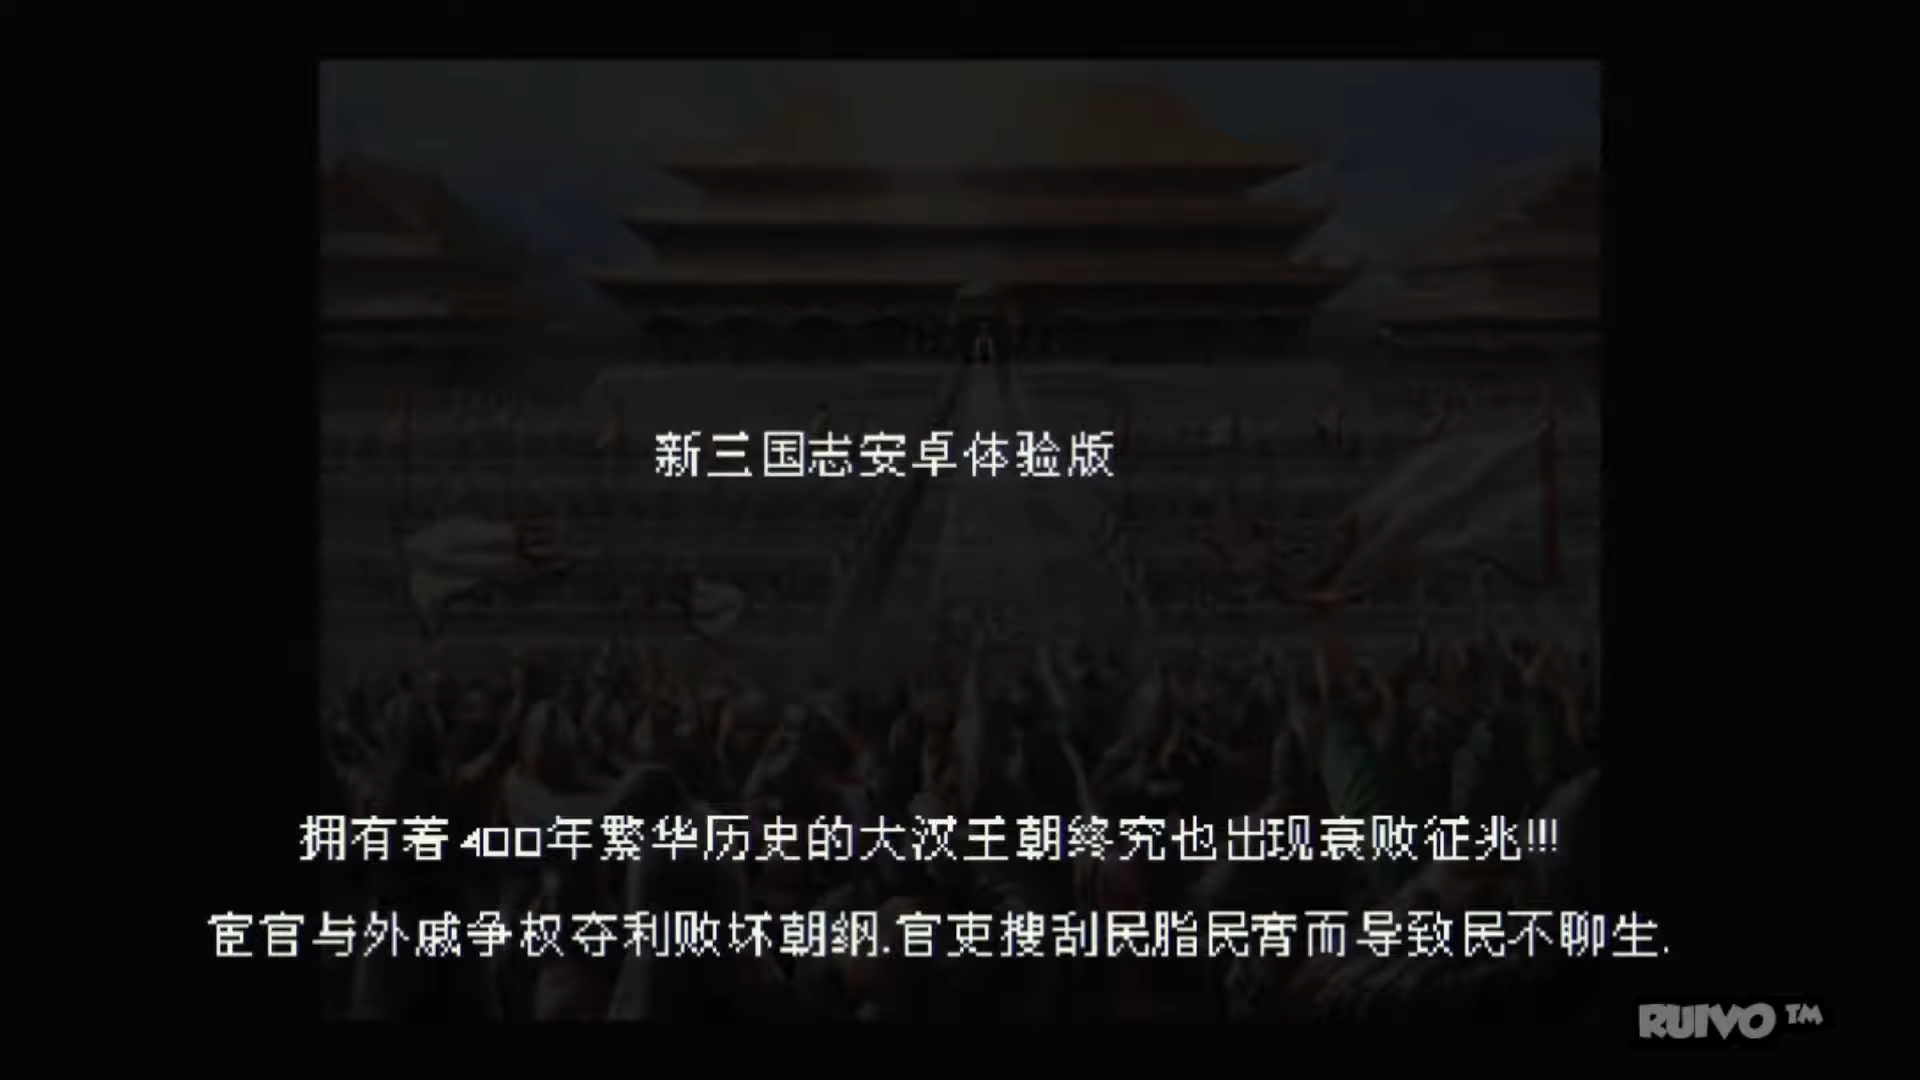 新三国志安卓体验版
拥有着400年繁华历史的大汉王朝终究也出现衰败征兆!!!
宦官与外戚争权夺利败坏朝纲.官吏搜刮民脂民膏而导致民不聊生.
RUIVO™